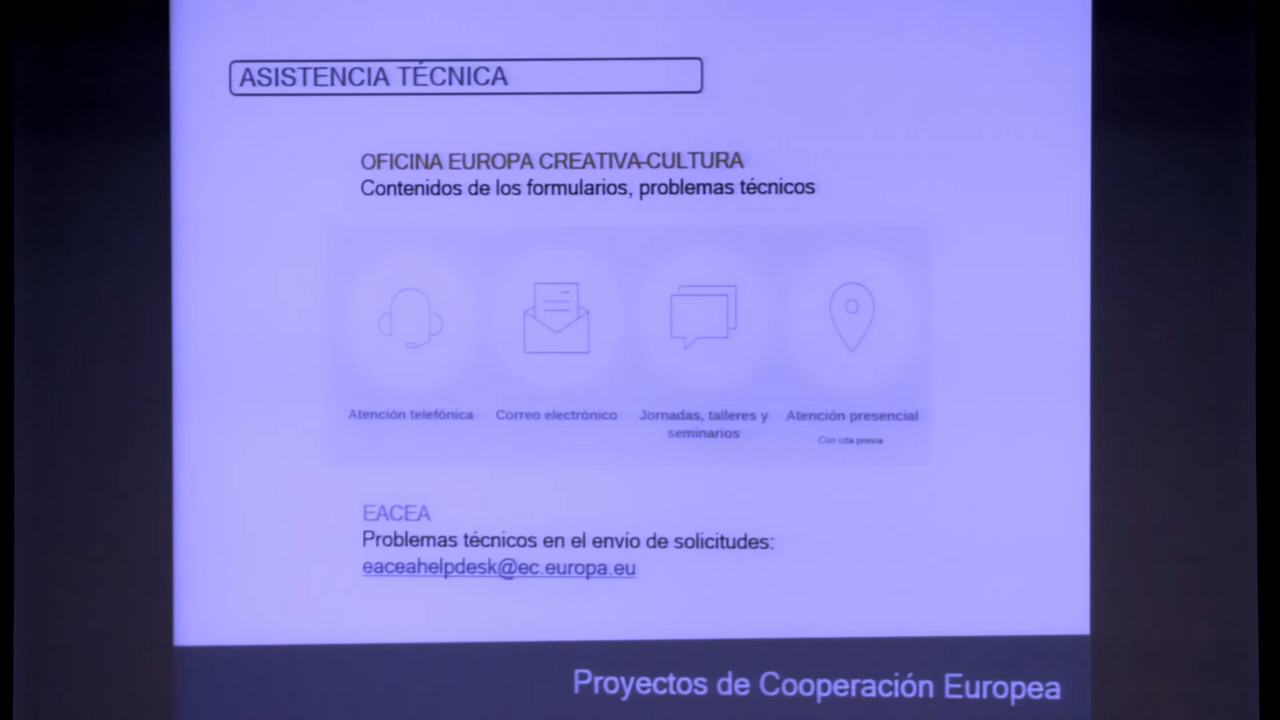 ASISTENCIA TÉCNICA
OFICINA EUROPA CREATIVA-CULTURA
Contenidos de los formularios, problemas técnicos
Atención telefónica
Correo electrónico
Jornadas, talleres y
seminarios
Atención presencial
Con cita previa
EACEA
Problemas técnicos en el envio de solicitudes:
eaceahelpdesk@ec.europa.eu
Proyectos de Cooperación Europea